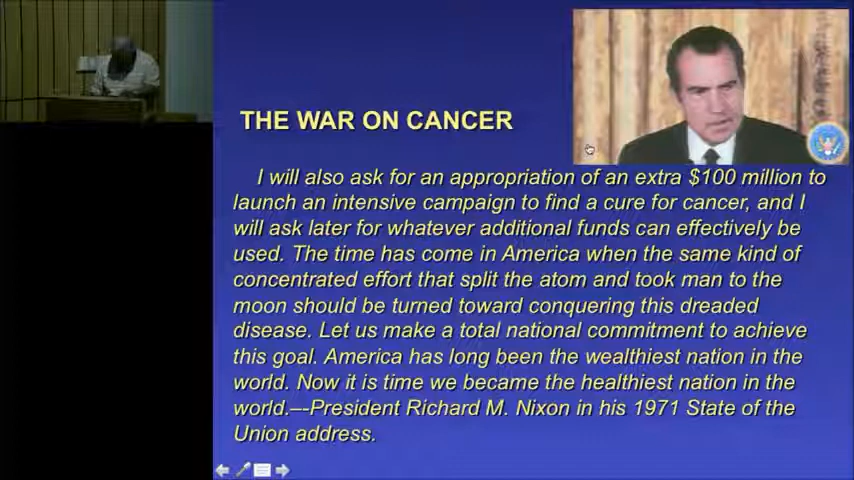 THE WAR ON CANCER
I will also ask for an appropriation of an extra $100 million to
launch an intensive campaign to find a cure for cancer, and I
will ask later for whatever additional funds can effectively be
used. The time has come in America when the same kind of
concentrated effort that split the atom and took man to the
moon should be turned toward conquering this dreaded
disease. Let us make a total national commitment to achieve
this goal. America has long been the wealthiest nation in the
world. Now it is time we became the healthiest nation in the
world.–-President Richard M. Nixon in his 1971 State of the
Union address.